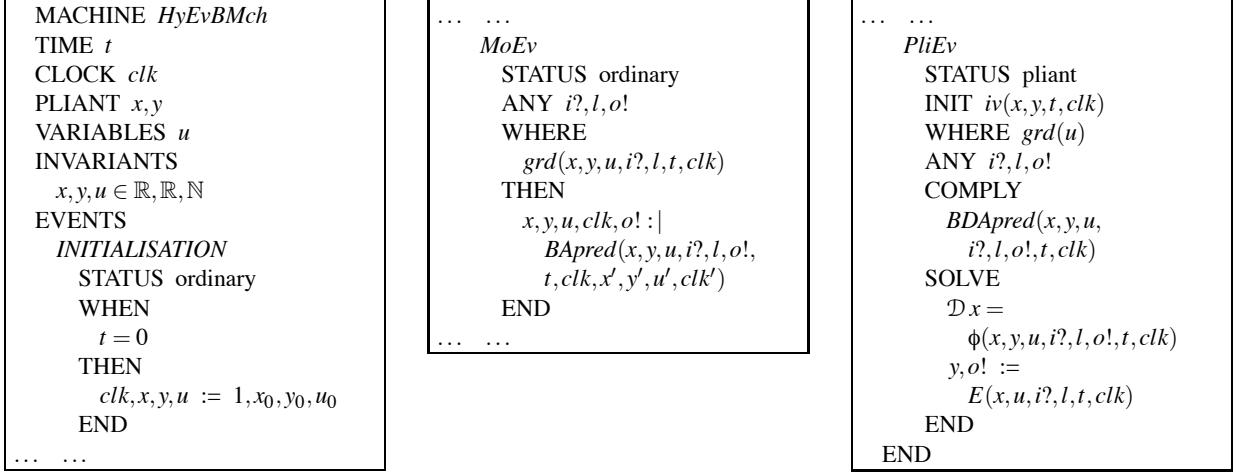 MACHINE HyEvBMch
TIME t
CLOCK clk
PLIANT x,y
VARIABLES u
INVARIANTS
x,y,u ∈ ℝ,ℝ,ℕ
EVENTS
INITIALISATION
STATUS ordinary
WHEN
t = 0
THEN
clk,x,y,u := 1,x₀,y₀,u₀
END
... ...
... ...
MoEv
STATUS ordinary
ANY i?,l,o!
WHERE
grd(x,y,u,i?,l,t,clk)
THEN
x,y,u,clk,o! :|
BApred(x,y,u,i?,l,o!,
t,clk,x′,y′,u′,clk′)
END
... ...
... ...
PliEv
STATUS pliant
INIT iv(x,y,t,clk)
WHERE grd(u)
ANY i?,l,o!
COMPLY
BDApred(x,y,u,
i?,l,o!,t,clk)
SOLVE
𝒟 x =
ϕ(x,y,u,i?,l,o!,t,clk)
y,o! :=
E(x,u,i?,l,t,clk)
END
END